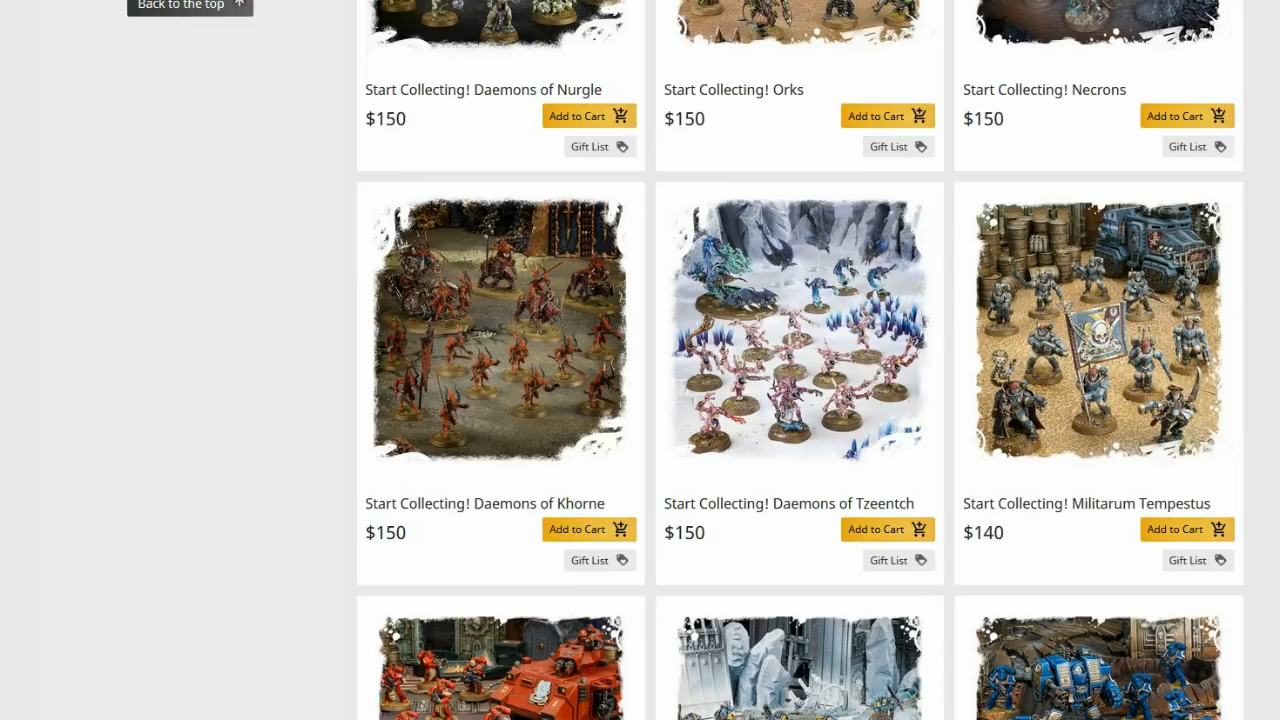 Back to the top
Start Collecting! Daemons of Nurgle
$150
Add to Cart
Gift List
Start Collecting! Orks
$150
Add to Cart
Gift List
Start Collecting! Necrons
$150
Add to Cart
Gift List
Start Collecting! Daemons of Khorne
$150
Add to Cart
Gift List
Start Collecting! Daemons of Tzeentch
$150
Add to Cart
Gift List
Start Collecting! Militarum Tempestus
$140
Add to Cart
Gift List